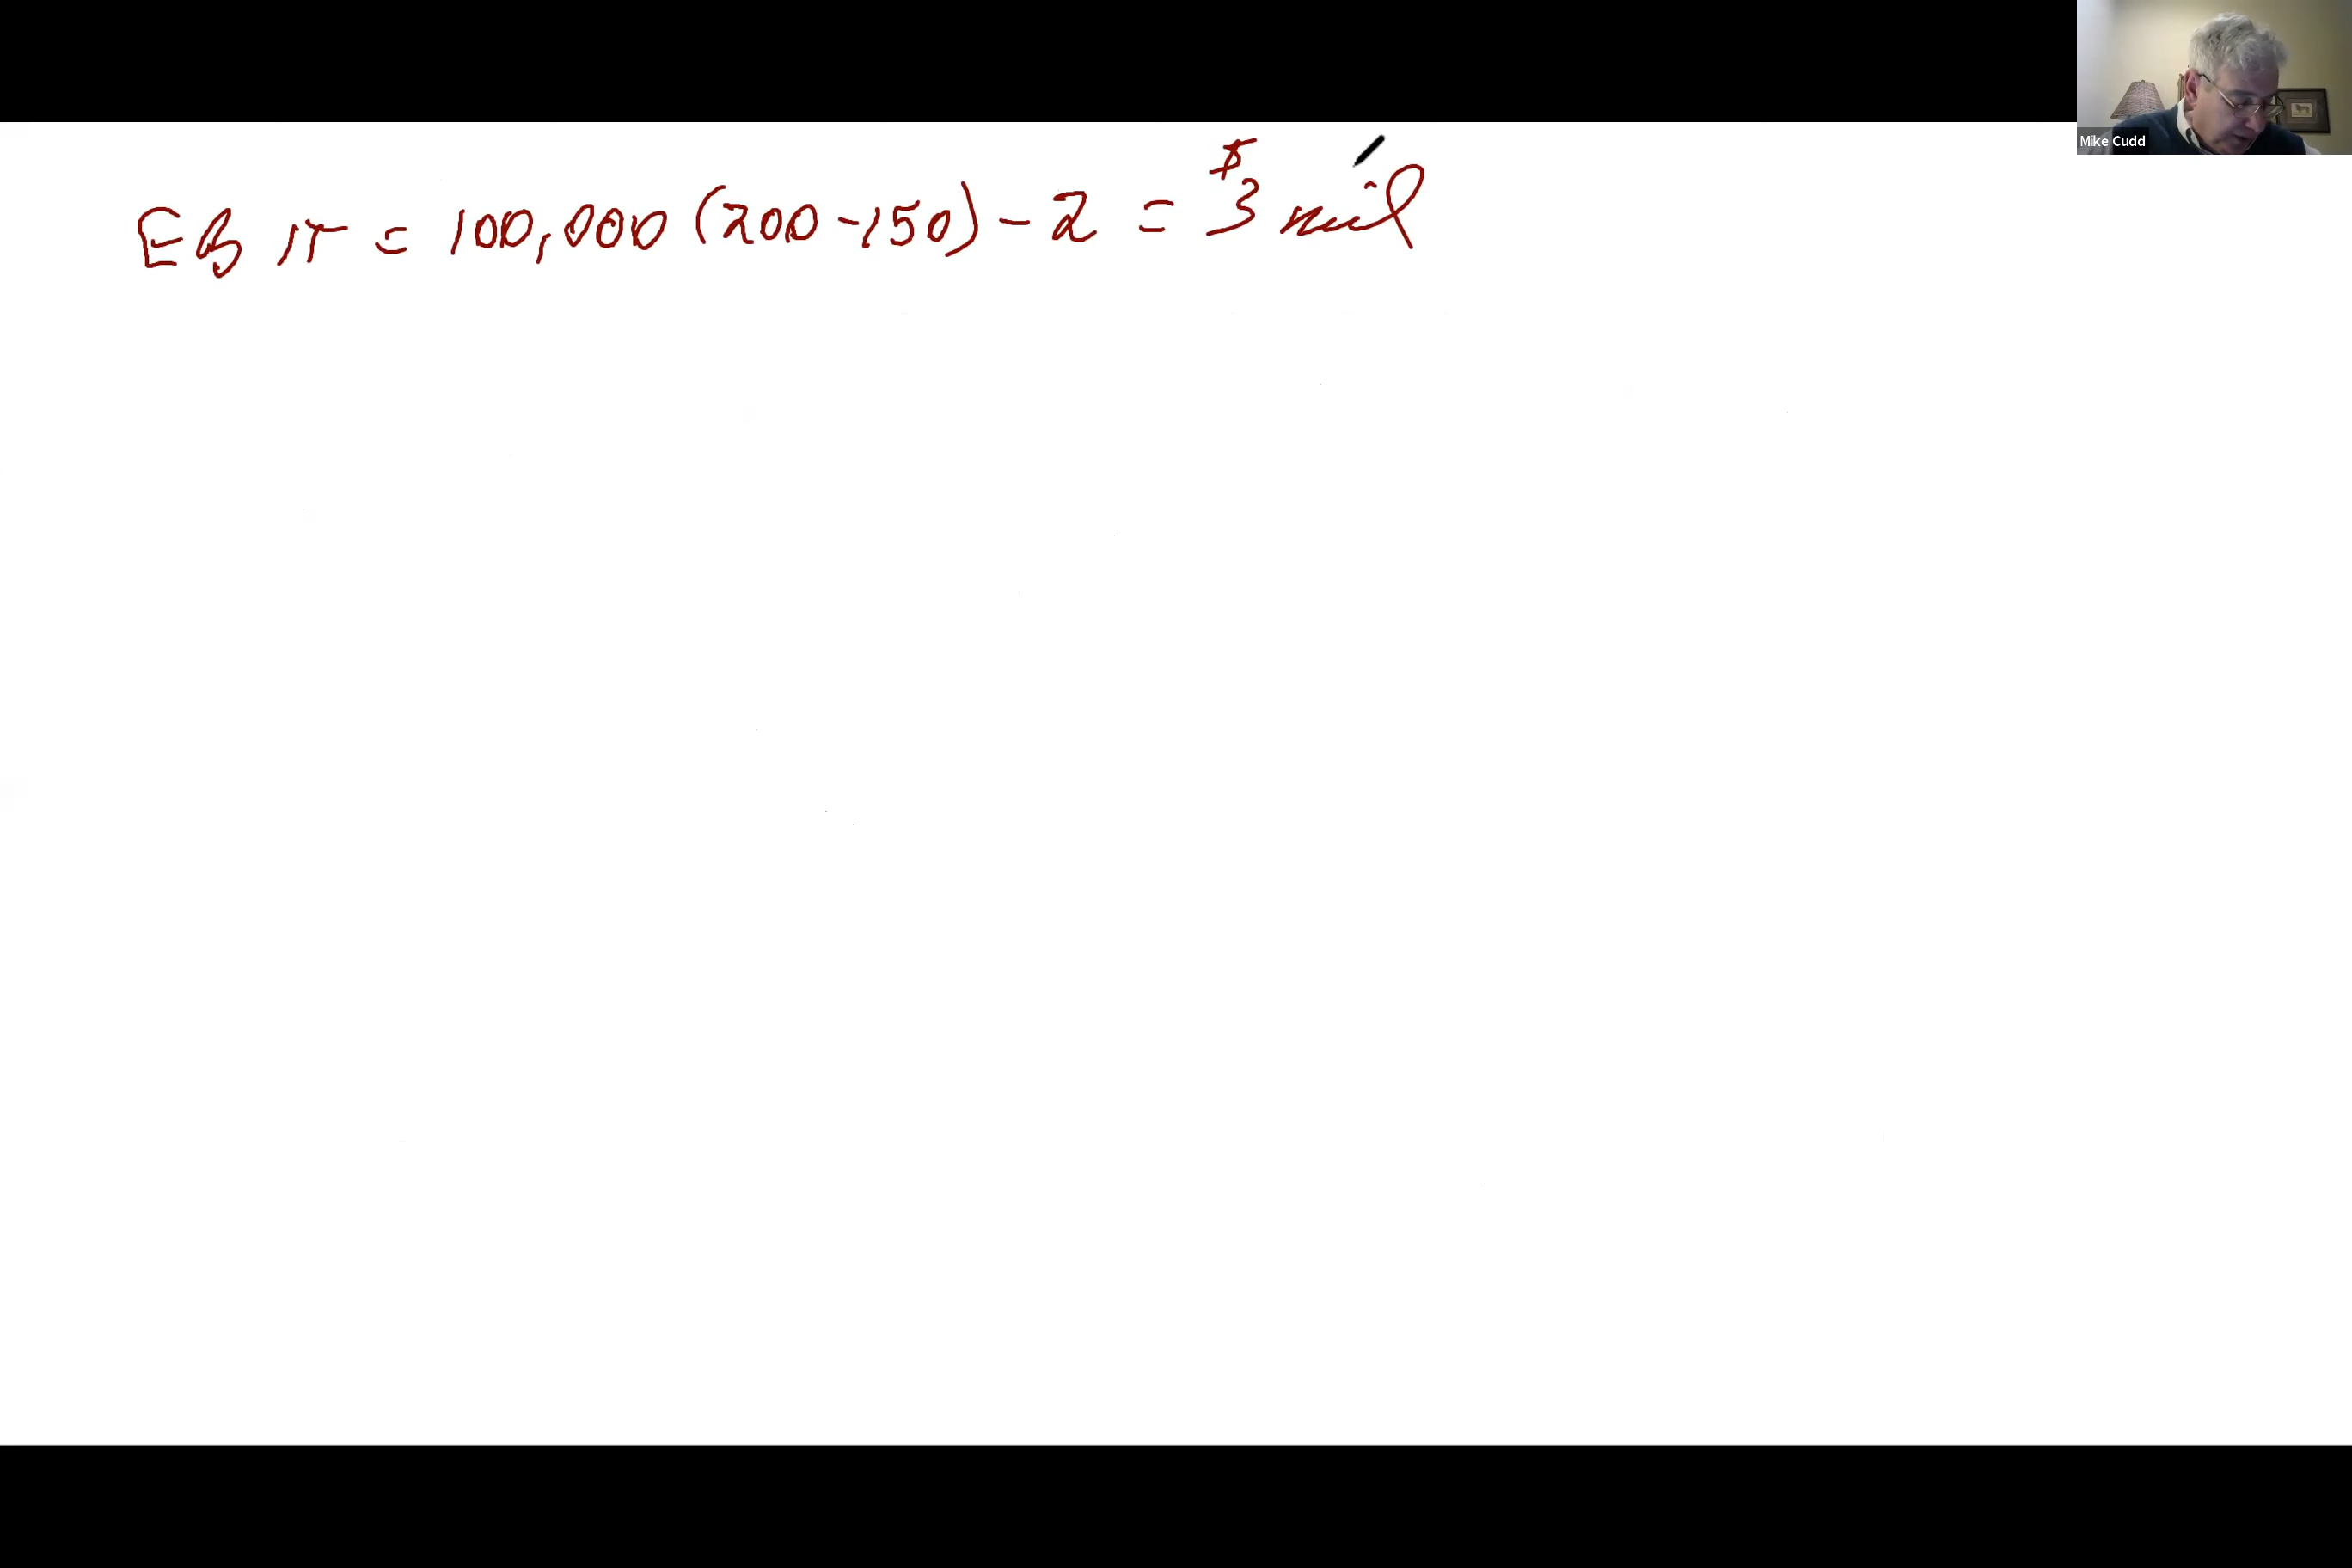 EBIT = 100,000 (200 - 150) - 2 = $3 mil
Mike Cudd